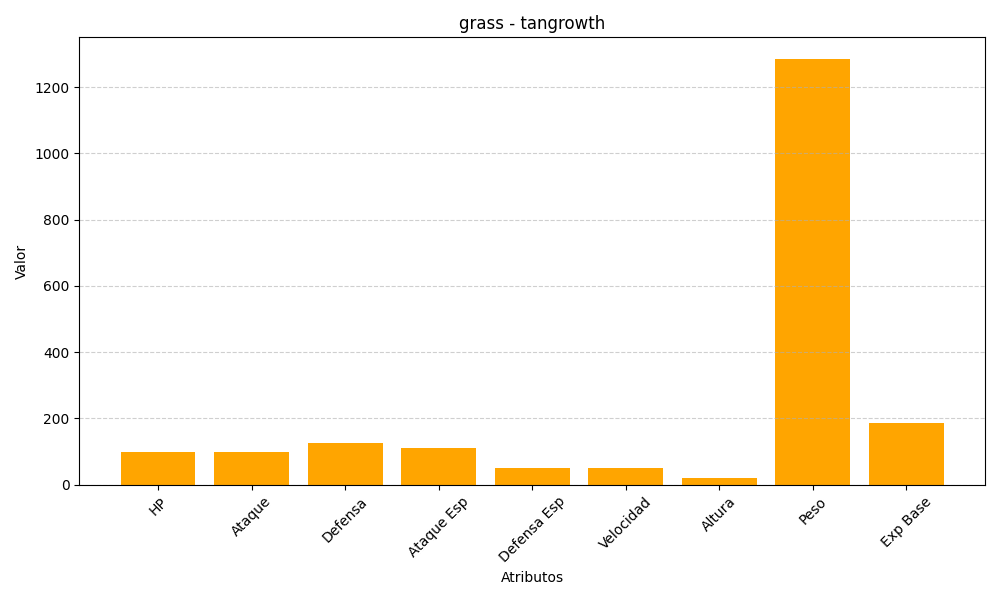 grass - tangrowth
Valor
1200
1000
800
600
400
200
0
HP
Ataque
Defensa
Ataque Esp
Defensa Esp
Velocidad
Altura
Peso
Exp Base
Atributos